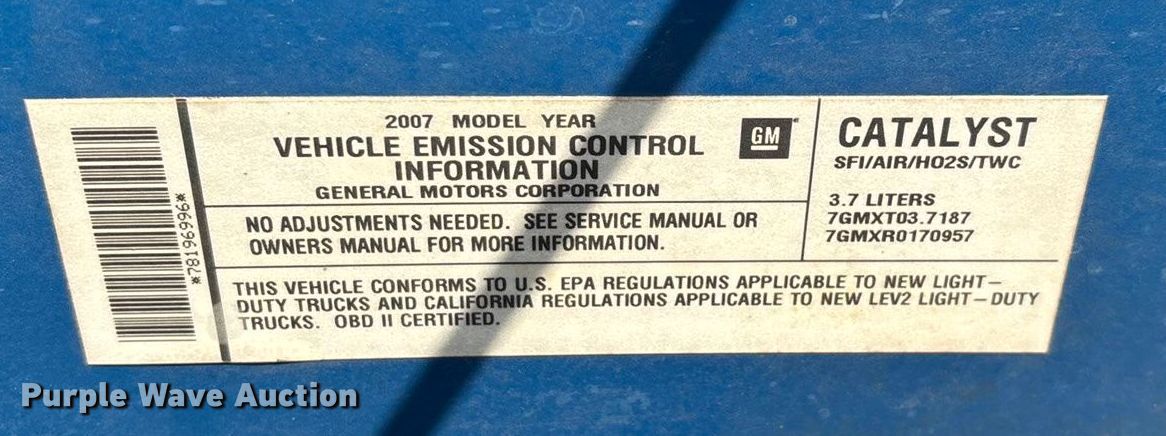 *78196996*
2007 MODEL YEAR
VEHICLE EMISSION CONTROL
INFORMATION
GENERAL MOTORS CORPORATION
GM
NO ADJUSTMENTS NEEDED. SEE SERVICE MANUAL OR
OWNERS MANUAL FOR MORE INFORMATION.
CATALYST
SFI/AIR/HO2S/TWC
3.7 LITERS
7GMXT03.7187
7GMXR0170957
THIS VEHICLE CONFORMS TO U.S. EPA REGULATIONS APPLICABLE TO NEW LIGHT-
DUTY TRUCKS AND CALIFORNIA REGULATIONS APPLICABLE TO NEW LEV2 LIGHT-DUTY
TRUCKS. OBD II CERTIFIED.
Purple Wave Auction